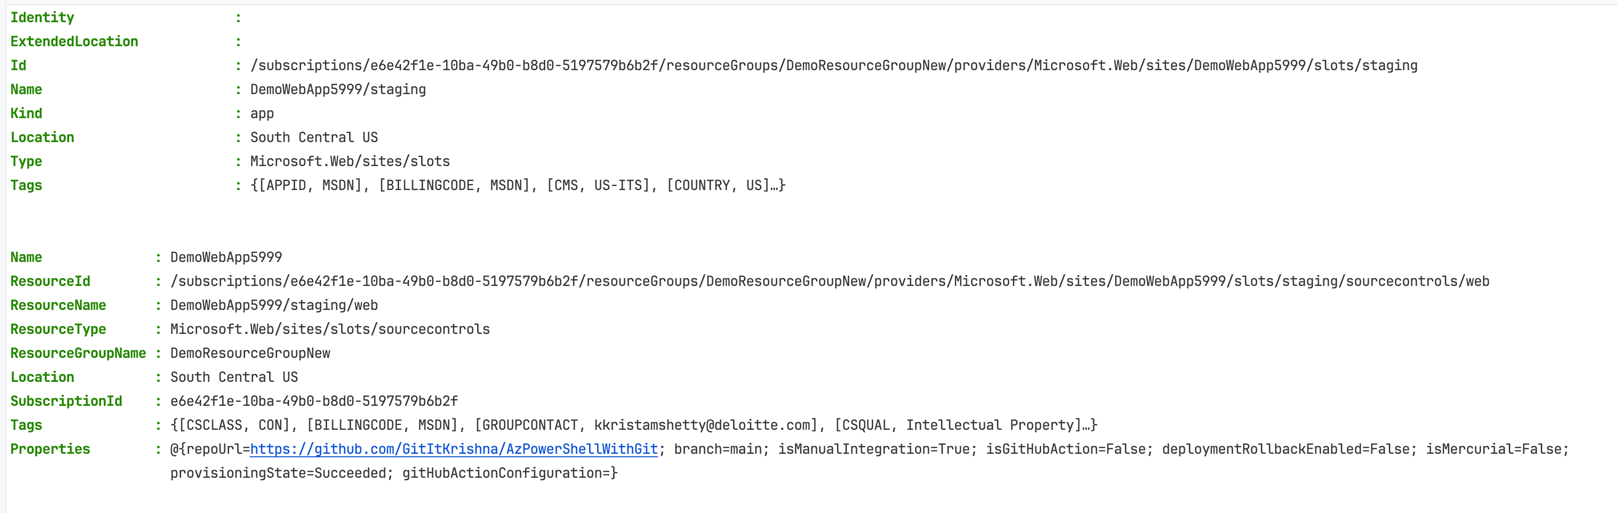 Identity :
ExtendedLocation :
Id : /subscriptions/e6e42f1e-10ba-49b0-b8d0-5197579b6b2f/resourceGroups/DemoResourceGroupNew/providers/Microsoft.Web/sites/DemoWebApp5999/slots/staging
Name : DemoWebApp5999/staging
Kind : app
Location : South Central US
Type : Microsoft.Web/sites/slots
Tags : {[APPID, MSDN], [BILLINGCODE, MSDN], [CMS, US-ITS], [COUNTRY, US]…}
Name : DemoWebApp5999
ResourceId : /subscriptions/e6e42f1e-10ba-49b0-b8d0-5197579b6b2f/resourceGroups/DemoResourceGroupNew/providers/Microsoft.Web/sites/DemoWebApp5999/slots/staging/sourcecontrols/web
ResourceName : DemoWebApp5999/staging/web
ResourceType : Microsoft.Web/sites/slots/sourcecontrols
ResourceGroupName : DemoResourceGroupNew
Location : South Central US
SubscriptionId : e6e42f1e-10ba-49b0-b8d0-5197579b6b2f
Tags : {[CSCLASS, CON], [BILLINGCODE, MSDN], [GROUPCONTACT, kkristamshetty@deloitte.com], [CSQUAL, Intellectual Property]…}
Properties : @{repoUrl=https://github.com/GitItKrishna/AzPowerShellWithGit; branch=main; isManualIntegration=True; isGitHubAction=False; deploymentRollbackEnabled=False; isMercurial=False;
provisioningState=Succeeded; gitHubActionConfiguration=}